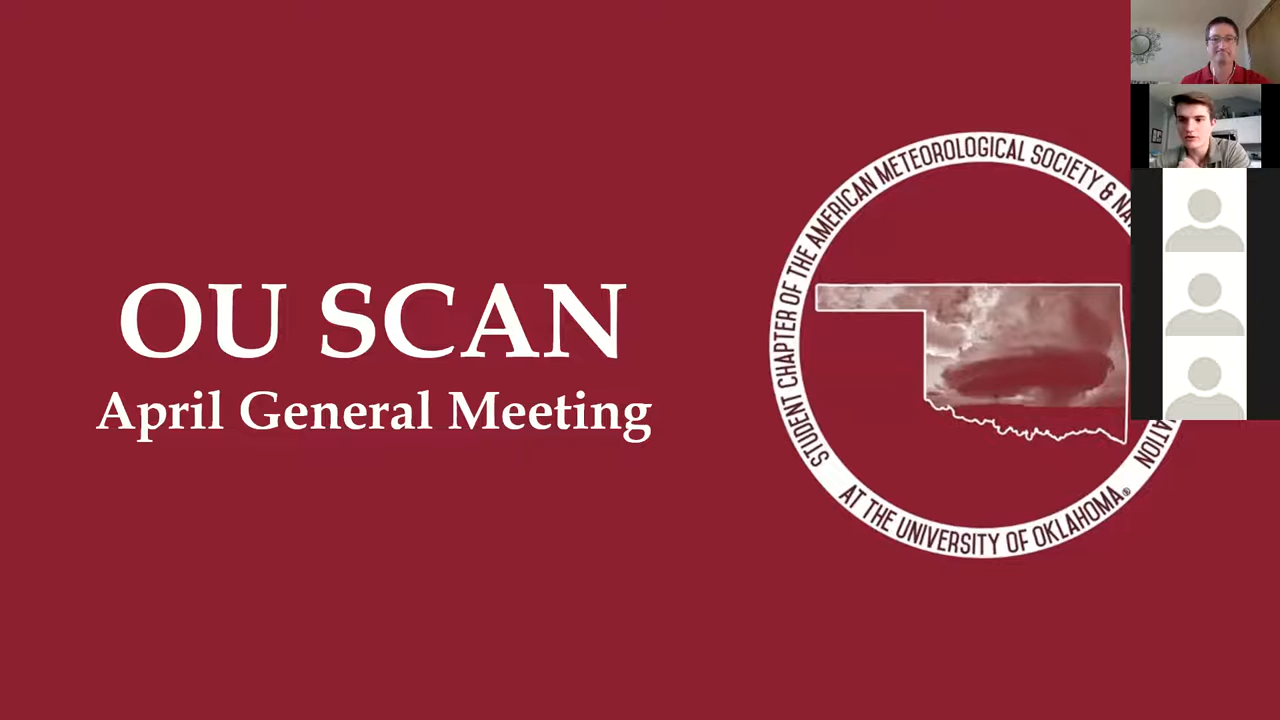 OU SCAN
April General Meeting
STUDENT CHAPTER OF THE AMERICAN METEOROLOGICAL SOCIETY &
AT THE UNIVERSITY OF OKLAHOMA®